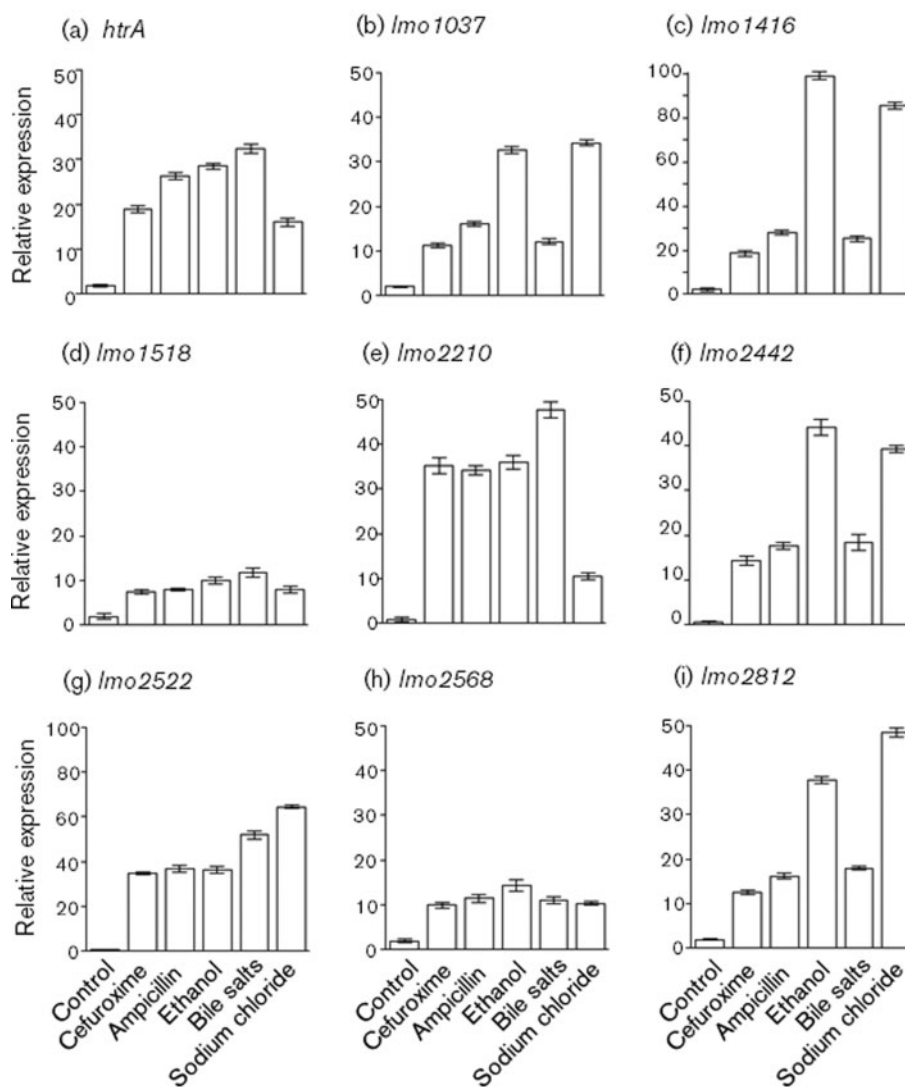 (a) htrA
(b) lmo1037
(c) lmo1416
Relative expression
50
40
30
20
10
0
50
40
30
20
10
0
100
80
60
40
20
0
(d) lmo1518
(e) lmo2210
(f) lmo2442
Relative expression
50
40
30
20
10
0
50
40
30
20
10
0
50
40
30
20
10
0
(g) lmo2522
(h) lmo2568
(i) lmo2812
Relative expression
100
80
60
40
20
0
50
40
30
20
10
0
50
40
30
20
10
0
Control
Cefuroxime
Ampicillin
Ethanol
Bile salts
Sodium chloride
Control
Cefuroxime
Ampicillin
Ethanol
Bile salts
Sodium chloride
Control
Cefuroxime
Ampicillin
Ethanol
Bile salts
Sodium chloride